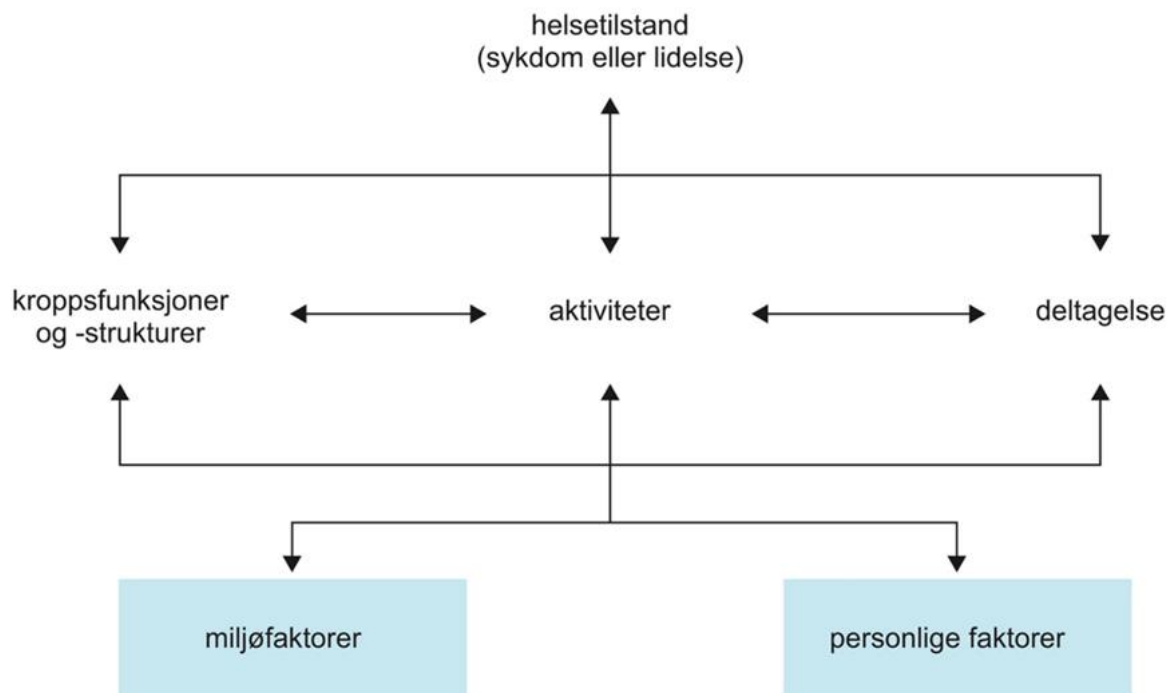 helsetilstand
(sykdom eller lidelse)
kroppsfunksjoner
og -strukturer
aktiviteter
deltagelse
miljøfaktorer
personlige faktorer